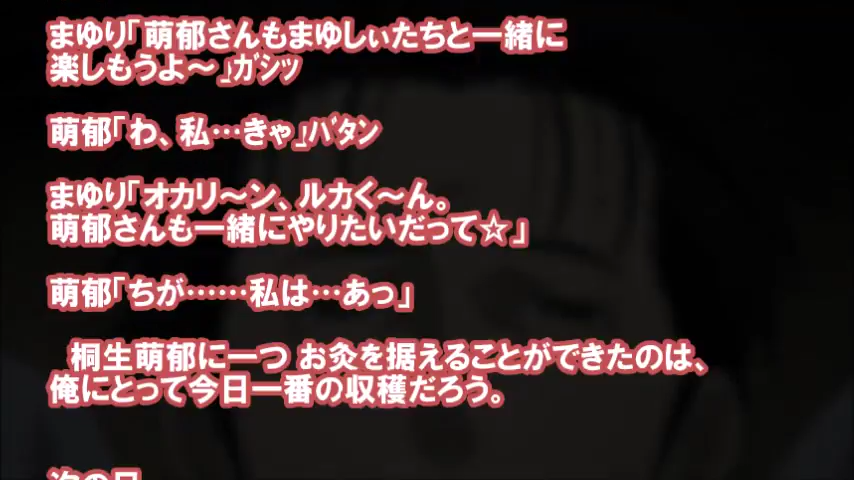 まゆり「萌郁さんもまゆしぃたちと一緒に
楽しもうよ〜」ｶﾞｼｯ
萌郁「わ、私…きゃ」ﾊﾞﾀﾝ
まゆり「オカリ〜ン、ルカく〜ん。
萌郁さんも一緒にやりたいだって☆」
萌郁「ちが……私は…あっ」
桐生萌郁に一つ お灸を据えることができたのは、
俺にとって今日一番の収穫だろう。
次の日